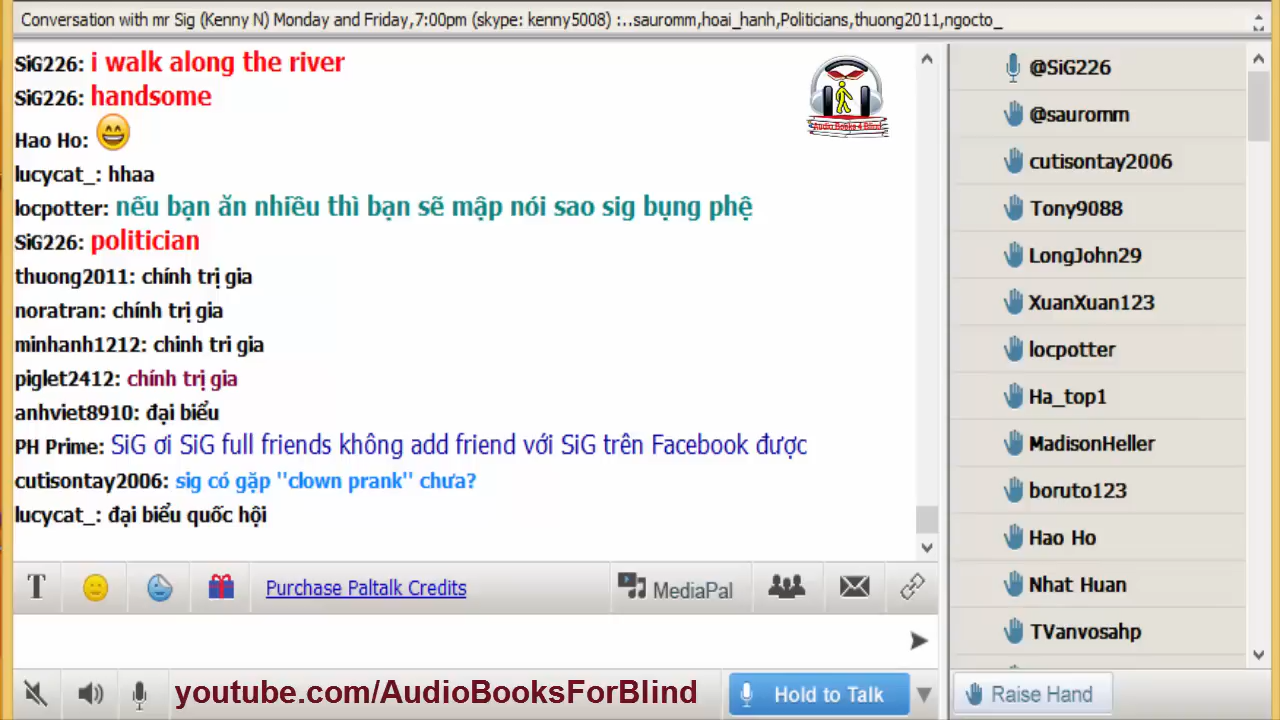 Conversation with mr Sig (Kenny N) Monday and Friday,7:00pm (skype: kenny5008) :..sauromm,hoai_hanh,Politicians,thuong2011,ngocto_
SiG226: i walk along the river
SiG226: handsome
Hao Ho:
lucycat_: hhaa
locpotter: nếu bạn ăn nhiều thì bạn sẽ mập nói sao sig bụng phệ
SiG226: politician
thuong2011: chính trị gia
noratran: chính trị gia
minhanh1212: chinh tri gia
piglet2412: chính trị gia
anhviet8910: đại biểu
PH Prime: SiG ơi SiG full friends không add friend với SiG trên Facebook được
cutisontay2006: sig có gặp "clown prank" chưa?
lucycat_: đại biểu quốc hội
Audio Books 4 Blind
@SiG226
@sauromm
cutisontay2006
Tony9088
LongJohn29
XuanXuan123
locpotter
Ha_top1
MadisonHeller
boruto123
Hao Ho
Nhat Huan
TVanvosahp
T
Purchase Paltalk Credits
MediaPal
youtube.com/AudioBooksForBlind
Hold to Talk
Raise Hand